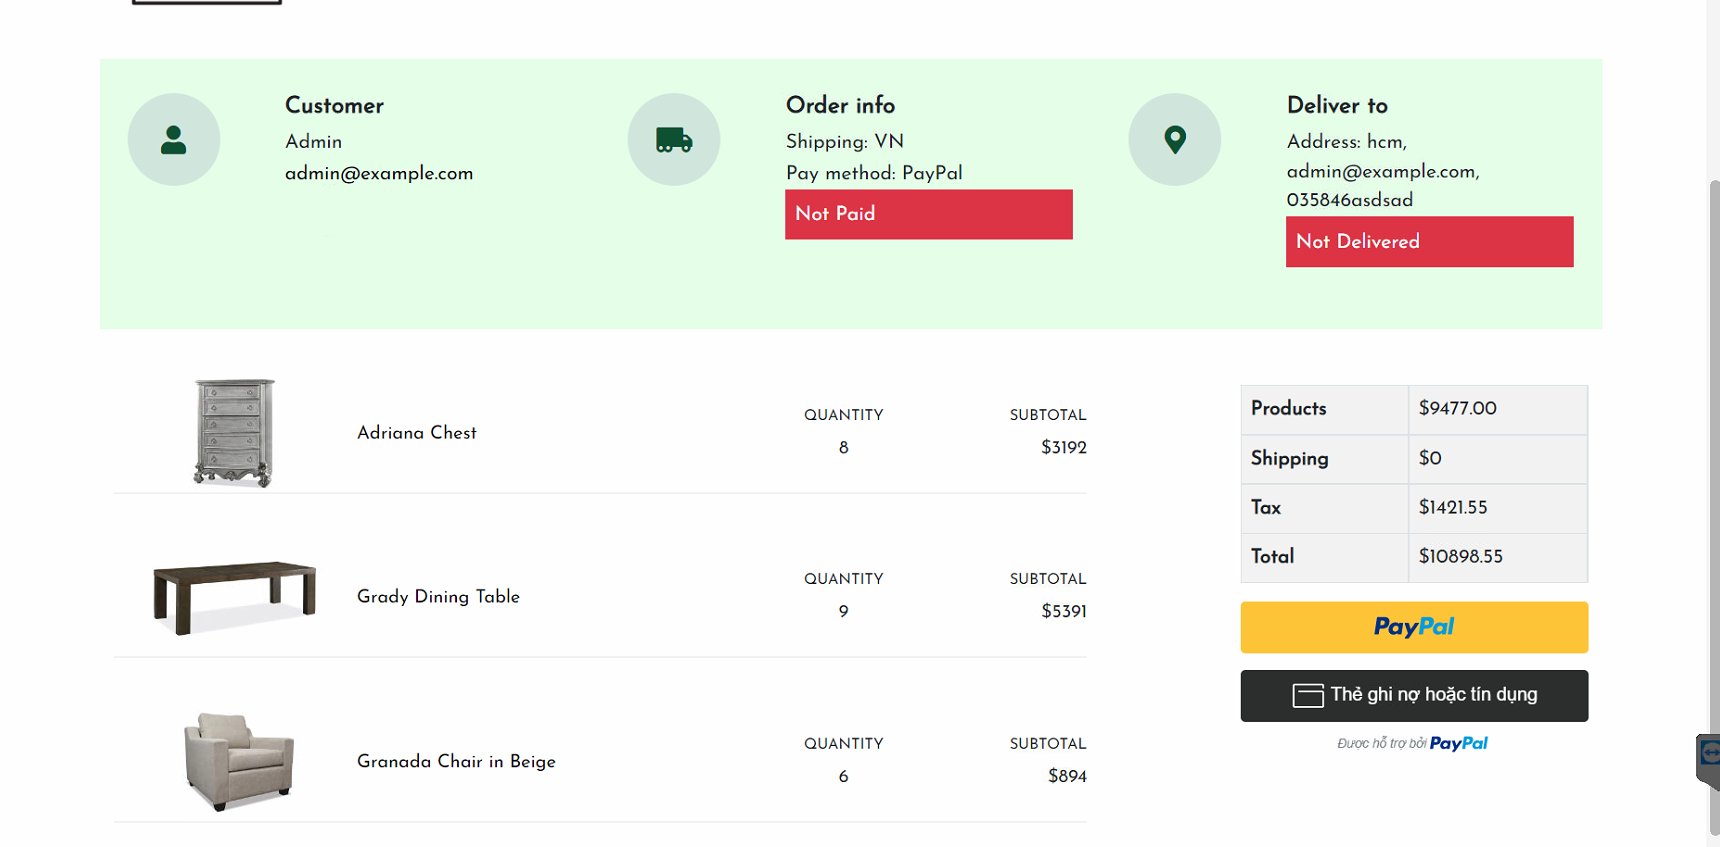 Customer
Admin
admin@example.com
Order info
Shipping: VN
Pay method: PayPal
Not Paid
Deliver to
Address: hcm,
admin@example.com,
035846asdsad
Not Delivered
Adriana Chest
QUANTITY
8
SUBTOTAL
$3192
Grady Dining Table
QUANTITY
9
SUBTOTAL
$5391
Granada Chair in Beige
QUANTITY
6
SUBTOTAL
$894
Products $9477.00
Shipping $0
Tax $1421.55
Total $10898.55
PayPal
Thẻ ghi nợ hoặc tín dụng
Được hỗ trợ bởi PayPal